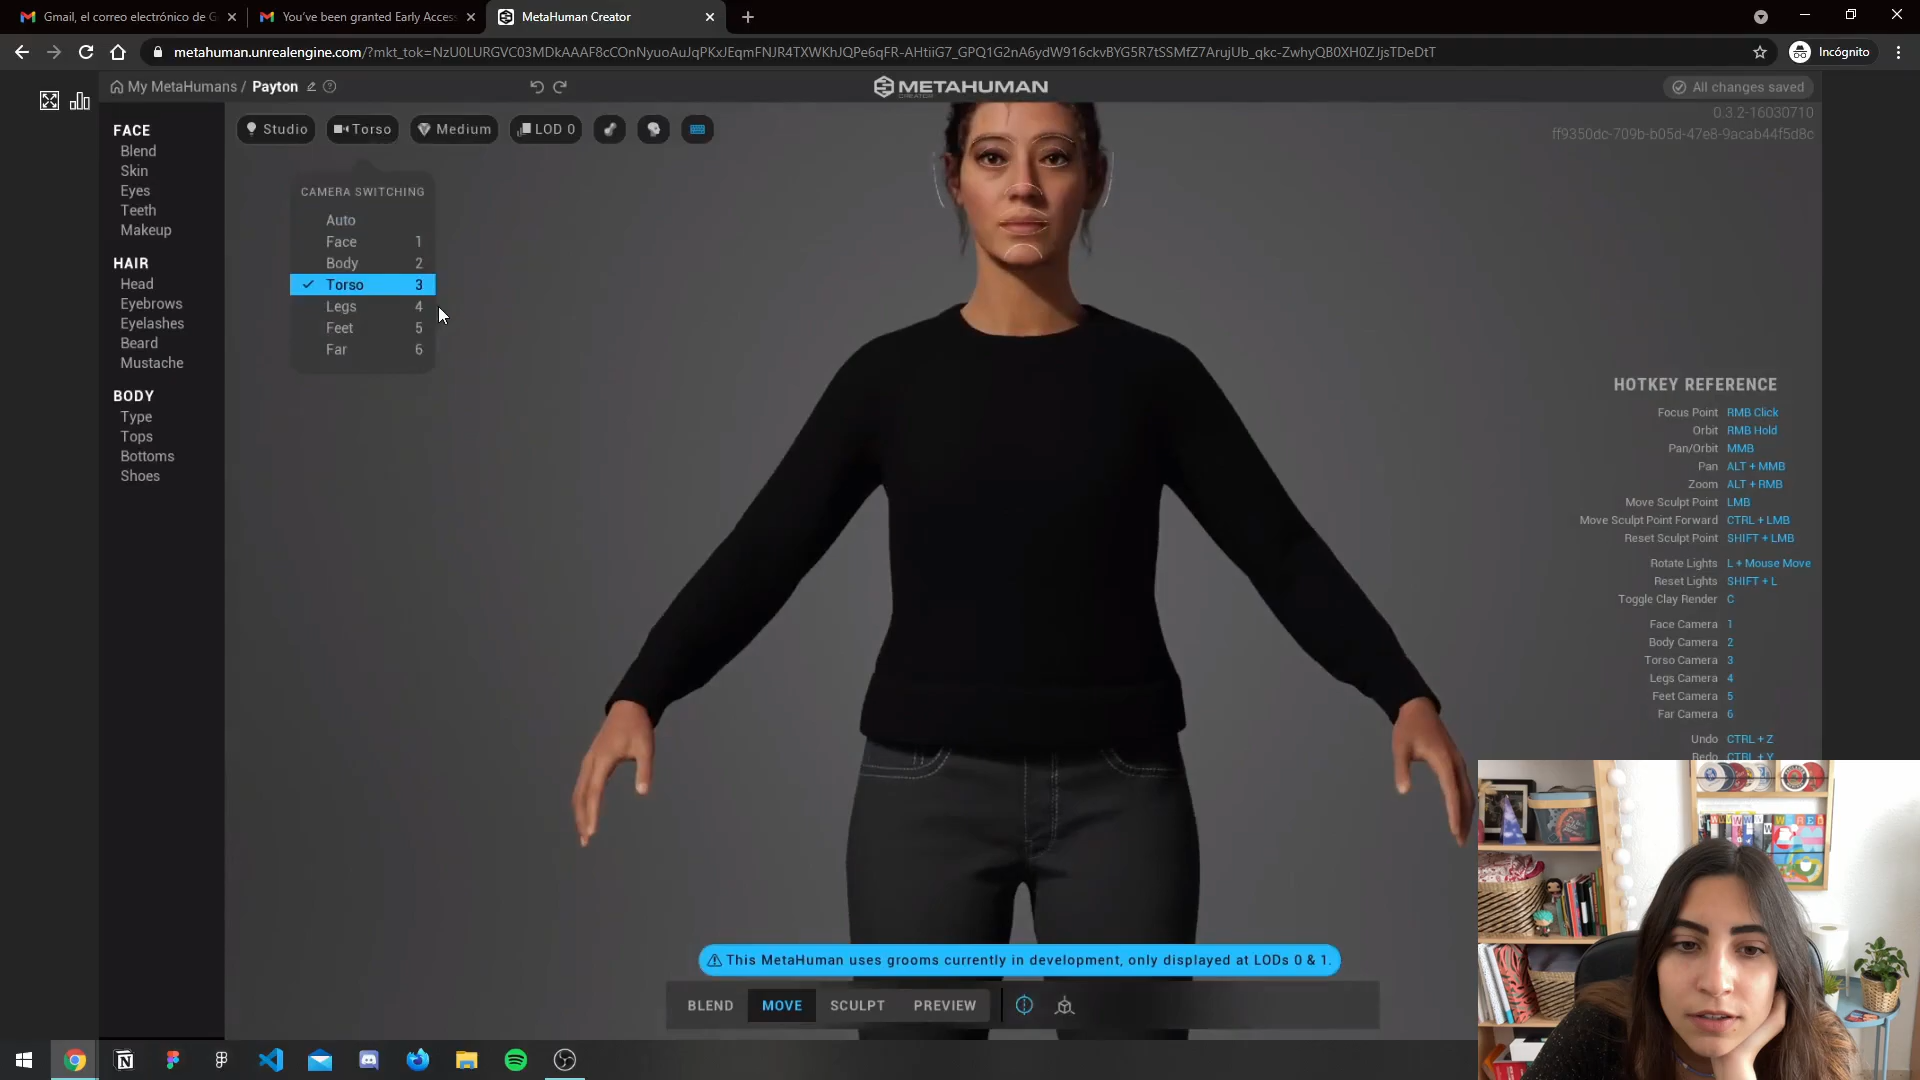 Gmail, el correo electrónico de G
You've been granted Early Access
MetaHuman Creator
metahuman.unrealengine.com/?mkt_tok=NzU0LURGVC03MDkAAAF8cCOnNyuoAuJqPKxJEqmFNJR4TXWKhJQPe6qFR-AHtiiG7_GPQ1G2nA6ydW916ckvBYG5R7tSSMfZ7ArujUb_qkc-ZwhyQB0XH0ZJjsTDeDtT
Incógnito
My MetaHumans / Payton
METAHUMAN
CREATOR
All changes saved
0.3.2-16030710
ff9350dc-709b-b05d-47e8-9acab44f5d8c
Studio
Torso
Medium
LOD 0
FACE
Blend
Skin
Eyes
Teeth
Makeup
HAIR
Head
Eyebrows
Eyelashes
Beard
Mustache
BODY
Type
Tops
Bottoms
Shoes
CAMERA SWITCHING
Auto
Face 1
Body 2
Torso 3
Legs 4
Feet 5
Far 6
HOTKEY REFERENCE
Focus Point RMB Click
Orbit RMB Hold
Pan/Orbit MMB
Pan ALT + MMB
Zoom ALT + RMB
Move Sculpt Point LMB
Move Sculpt Point Forward CTRL + LMB
Reset Sculpt Point SHIFT + LMB
Rotate Lights L + Mouse Move
Reset Lights SHIFT + L
Toggle Clay Render C
Face Camera 1
Body Camera 2
Torso Camera 3
Legs Camera 4
Feet Camera 5
Far Camera 6
Undo CTRL + Z
Redo CTRL + Y
This MetaHuman uses grooms currently in development, only displayed at LODs 0 & 1.
BLEND
MOVE
SCULPT
PREVIEW
WIRED